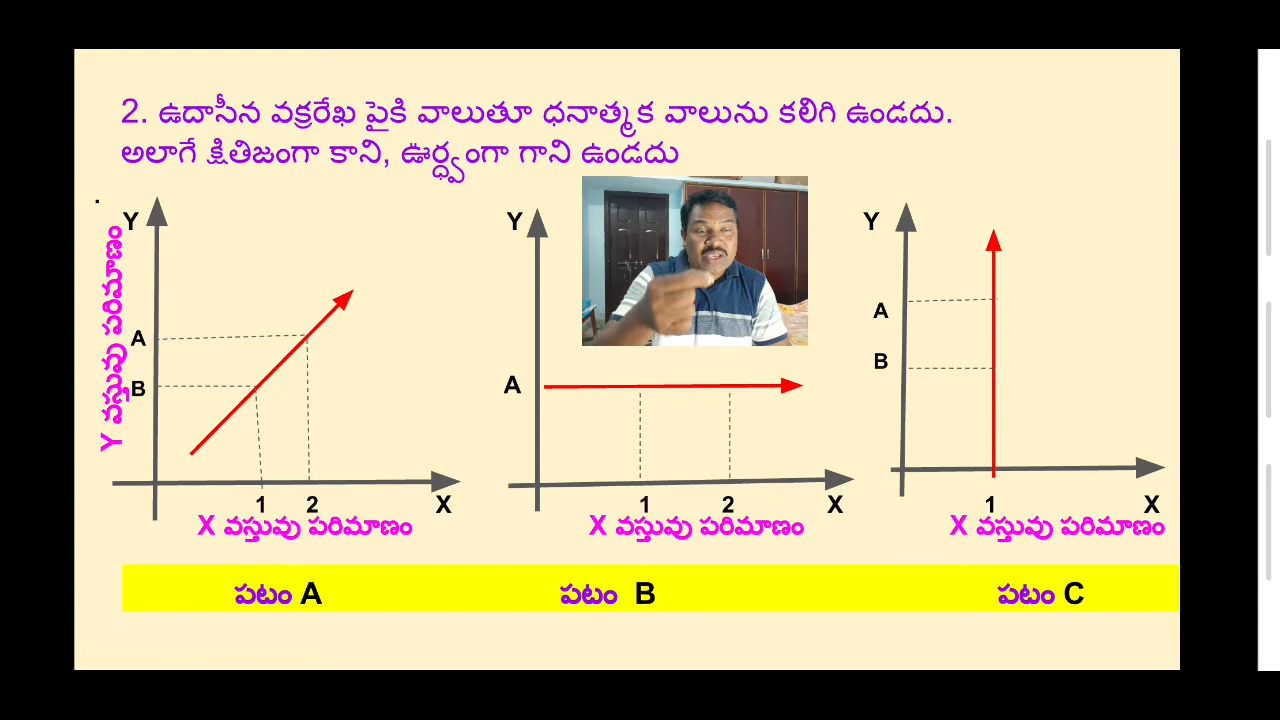 2. ఉదాసీన వక్రరేఖ పైకి వాలుతూ ధనాత్మక వాలును కలిగి ఉండదు.
అలాగే క్షితిజంగా కాని, ఊర్ధ్వంగా గాని ఉండదు
Y
Y వస్తువు పరిమాణం
A
B
1 2 X
X వస్తువు పరిమాణం
Y
A
1 2 X
X వస్తువు పరిమాణం
Y
A
B
1 X
X వస్తువు పరిమాణం
పటం A
పటం B
పటం C